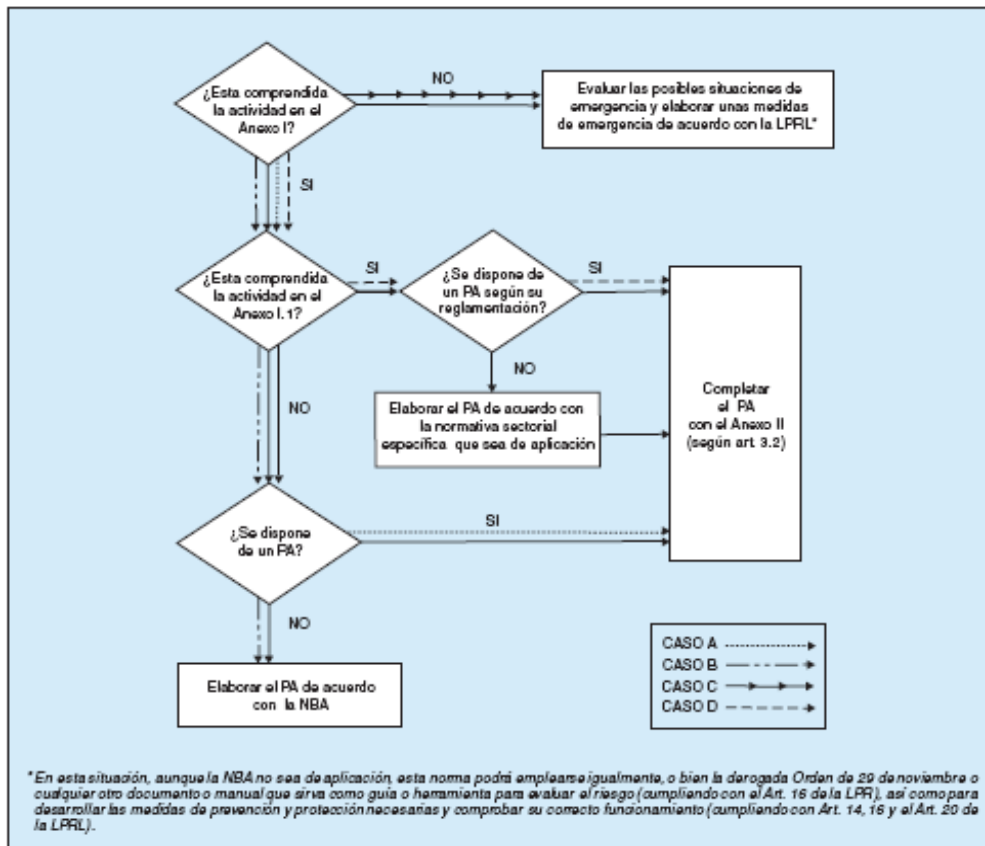 ¿Esta comprendida
la actividad en el
Anexo I?
NO
Evaluar las posibles situaciones de
emergencia y elaborar unas medidas
de emergencia de acuerdo con la LPRL*
SI
¿Esta comprendida
la actividad en el
Anexo I.1?
SI
¿Se dispone de
un PA según su
reglamentación?
SI
NO
NO
Elaborar el PA de acuerdo con
la normativa sectorial
específica que sea de aplicación
Completar
el PA
con el Anexo II
(según art 3.2)
¿Se dispone
de un PA?
SI
NO
Elaborar el PA de acuerdo
con la NBA
CASO A
CASO B
CASO C
CASO D
*En esta situación, aunque la NBA no sea de aplicación, esta norma podrá emplearse igualmente, o bien la derogada Orden de 29 de noviembre o
cualquier otro documento o manual que sirva como guía o herramienta para evaluar el riesgo (cumpliendo con el Art. 16 de la LPR), así como para
desarrollar las medidas de prevención y protección necesarias y comprobar su correcto funcionamiento (cumpliendo con Art. 14, 16 y el Art. 20 de
la LPRL).